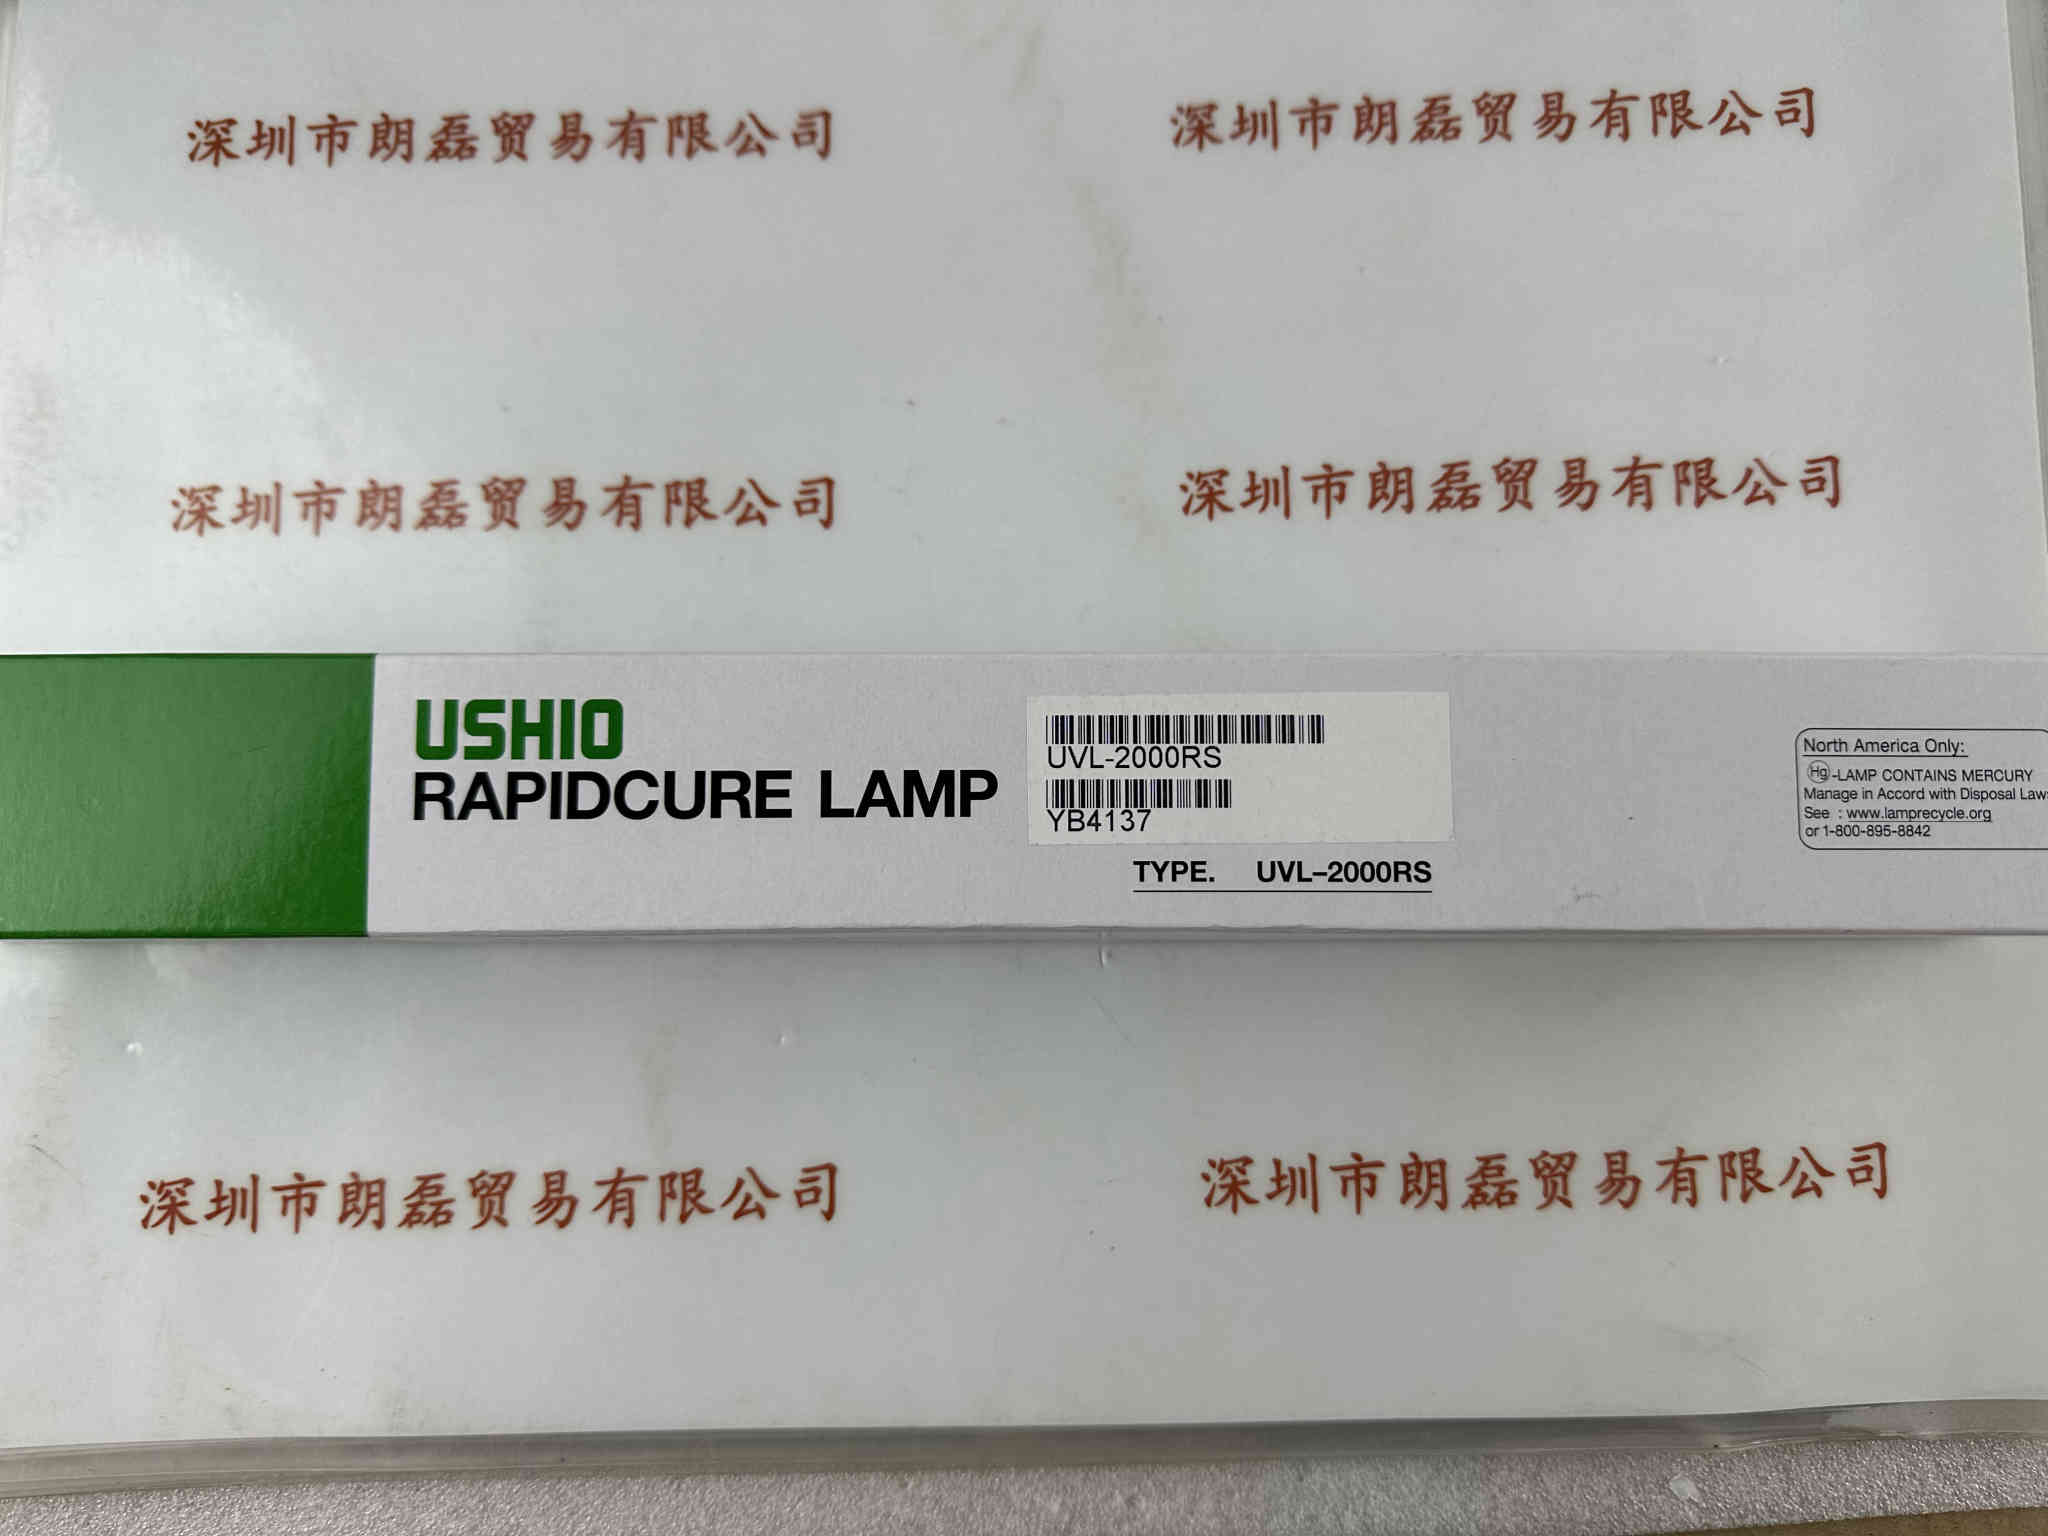 深圳市朗磊贸易有限公司
深圳市朗磊贸易有限公司
深圳市朗磊贸易有限公司
深圳市朗磊贸易有限公司
USHIO
RAPIDCURE LAMP
UVL-2000RS
YB4137
TYPE. UVL-2000RS
North America Only:
Hg-LAMP CONTAINS MERCURY
Manage in Accord with Disposal Laws
See : www.lamprecycle.org
or 1-800-895-8842
深圳市朗磊贸易有限公司
深圳市朗磊贸易有限公司